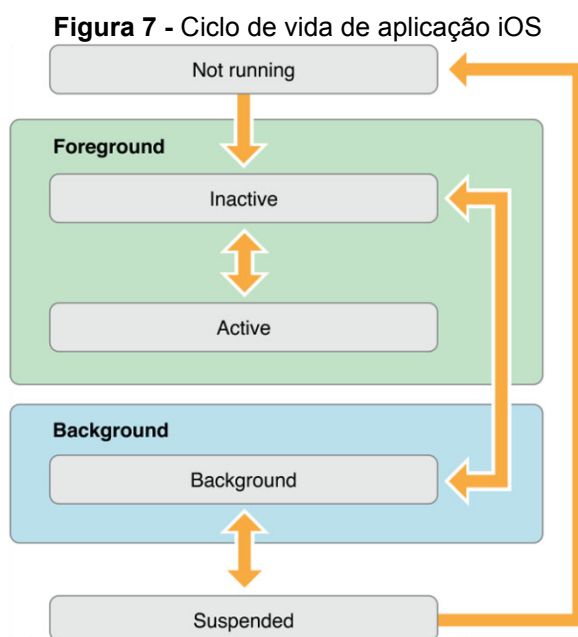 Figura 7 - Ciclo de vida de aplicação iOS
Not running
Foreground
Inactive
Active
Background
Background
Suspended